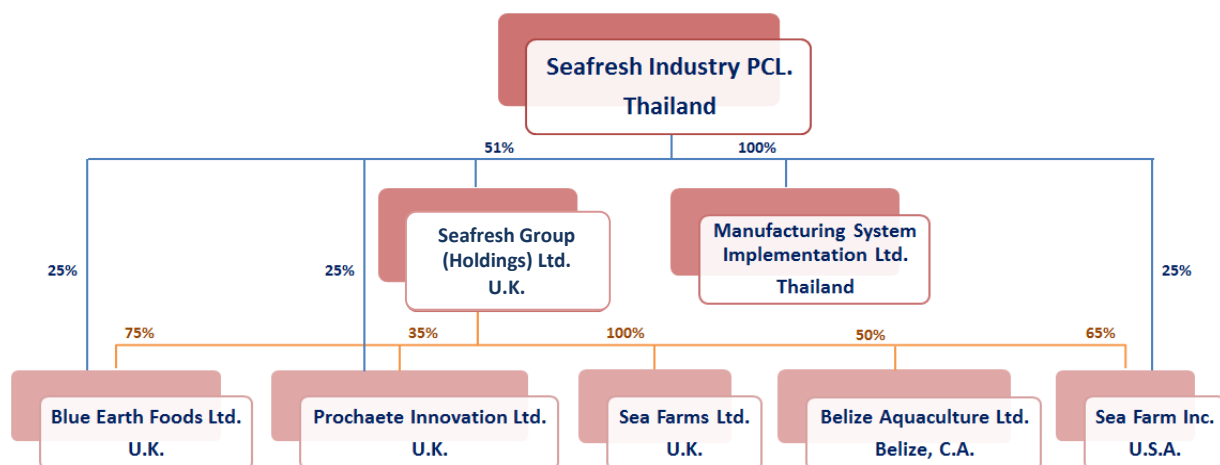 Seafresh Industry PCL.
Thailand
51%
100%
Seafresh Group
(Holdings) Ltd.
U.K.
Manufacturing System
Implementation Ltd.
Thailand
25%
25%
25%
75%
35%
100%
50%
65%
Blue Earth Foods Ltd.
U.K.
Prochaete Innovation Ltd.
U.K.
Sea Farms Ltd.
U.K.
Belize Aquaculture Ltd.
Belize, C.A.
Sea Farm Inc.
U.S.A.